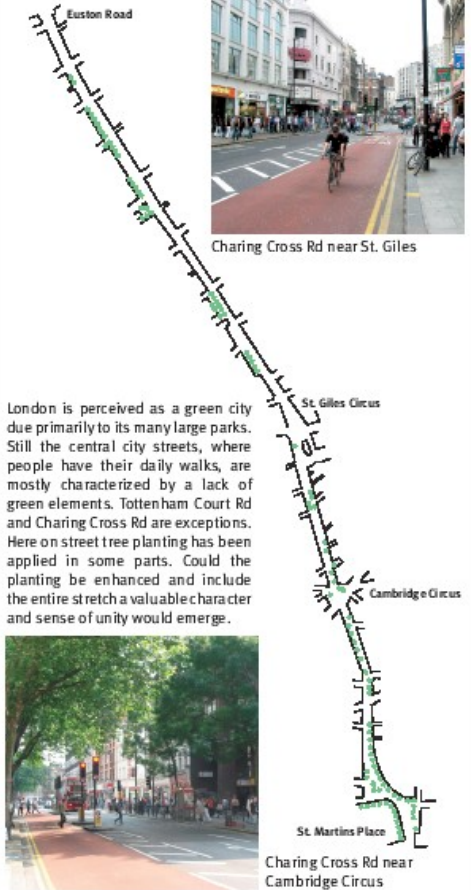 Euston Road
Charing Cross Rd near St. Giles
St. Giles Circus
London is perceived as a green city
due primarily to its many large parks.
Still the central city streets, where
people have their daily walks, are
mostly characterized by a lack of
green elements. Tottenham Court Rd
and Charing Cross Rd are exceptions.
Here on street tree planting has been
applied in some parts. Could the
planting be enhanced and include
the entire stretch a valuable character
and sense of unity would emerge.
Cambridge Circus
St. Martins Place
Charing Cross Rd near
Cambridge Circus